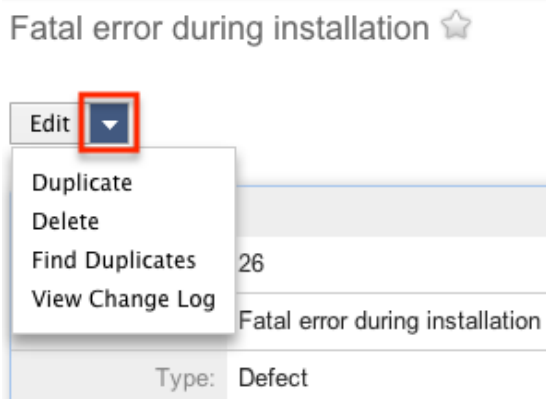 Fatal error during installation
Edit
Duplicate
Delete
Find Duplicates
View Change Log
26
Fatal error during installation
Type: Defect